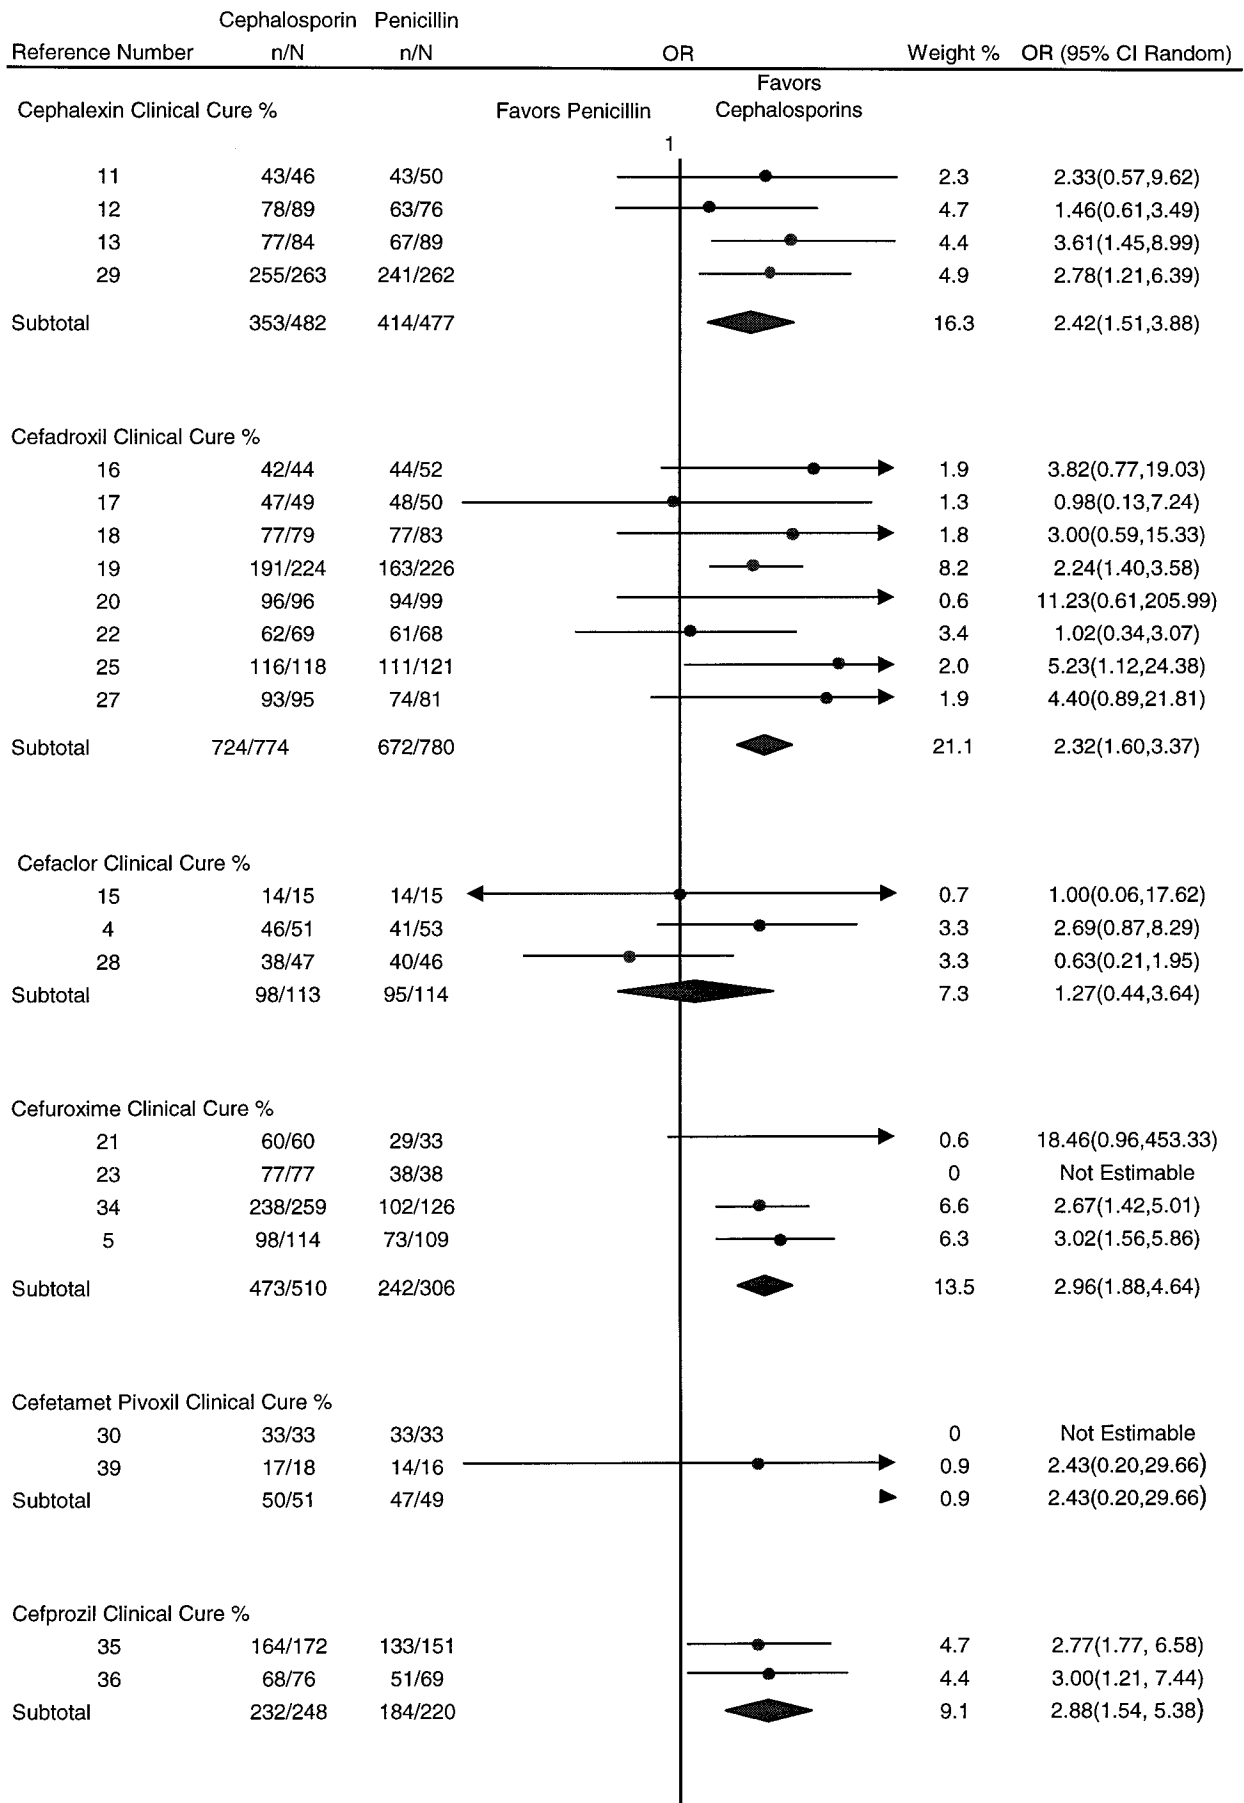 Cephalosporin Penicillin
Reference Number n/N n/N OR Weight % OR (95% CI Random)
Favors
Cephalexin Clinical Cure % Favors Penicillin Cephalosporins
1
11 43/46 43/50 2.3 2.33(0.57,9.62)
12 78/89 63/76 4.7 1.46(0.61,3.49)
13 77/84 67/89 4.4 3.61(1.45,8.99)
29 255/263 241/262 4.9 2.78(1.21,6.39)
Subtotal 353/482 414/477 16.3 2.42(1.51,3.88)
Cefadroxil Clinical Cure %
16 42/44 44/52 1.9 3.82(0.77,19.03)
17 47/49 48/50 1.3 0.98(0.13,7.24)
18 77/79 77/83 1.8 3.00(0.59,15.33)
19 191/224 163/226 8.2 2.24(1.40,3.58)
20 96/96 94/99 0.6 11.23(0.61,205.99)
22 62/69 61/68 3.4 1.02(0.34,3.07)
25 116/118 111/121 2.0 5.23(1.12,24.38)
27 93/95 74/81 1.9 4.40(0.89,21.81)
Subtotal 724/774 672/780 21.1 2.32(1.60,3.37)
Cefaclor Clinical Cure %
15 14/15 14/15 0.7 1.00(0.06,17.62)
4 46/51 41/53 3.3 2.69(0.87,8.29)
28 38/47 40/46 3.3 0.63(0.21,1.95)
Subtotal 98/113 95/114 7.3 1.27(0.44,3.64)
Cefuroxime Clinical Cure %
21 60/60 29/33 0.6 18.46(0.96,453.33)
23 77/77 38/38 0 Not Estimable
34 238/259 102/126 6.6 2.67(1.42,5.01)
5 98/114 73/109 6.3 3.02(1.56,5.86)
Subtotal 473/510 242/306 13.5 2.96(1.88,4.64)
Cefetamet Pivoxil Clinical Cure %
30 33/33 33/33 0 Not Estimable
39 17/18 14/16 0.9 2.43(0.20,29.66)
Subtotal 50/51 47/49 0.9 2.43(0.20,29.66)
Cefprozil Clinical Cure %
35 164/172 133/151 4.7 2.77(1.77, 6.58)
36 68/76 51/69 4.4 3.00(1.21, 7.44)
Subtotal 232/248 184/220 9.1 2.88(1.54, 5.38)